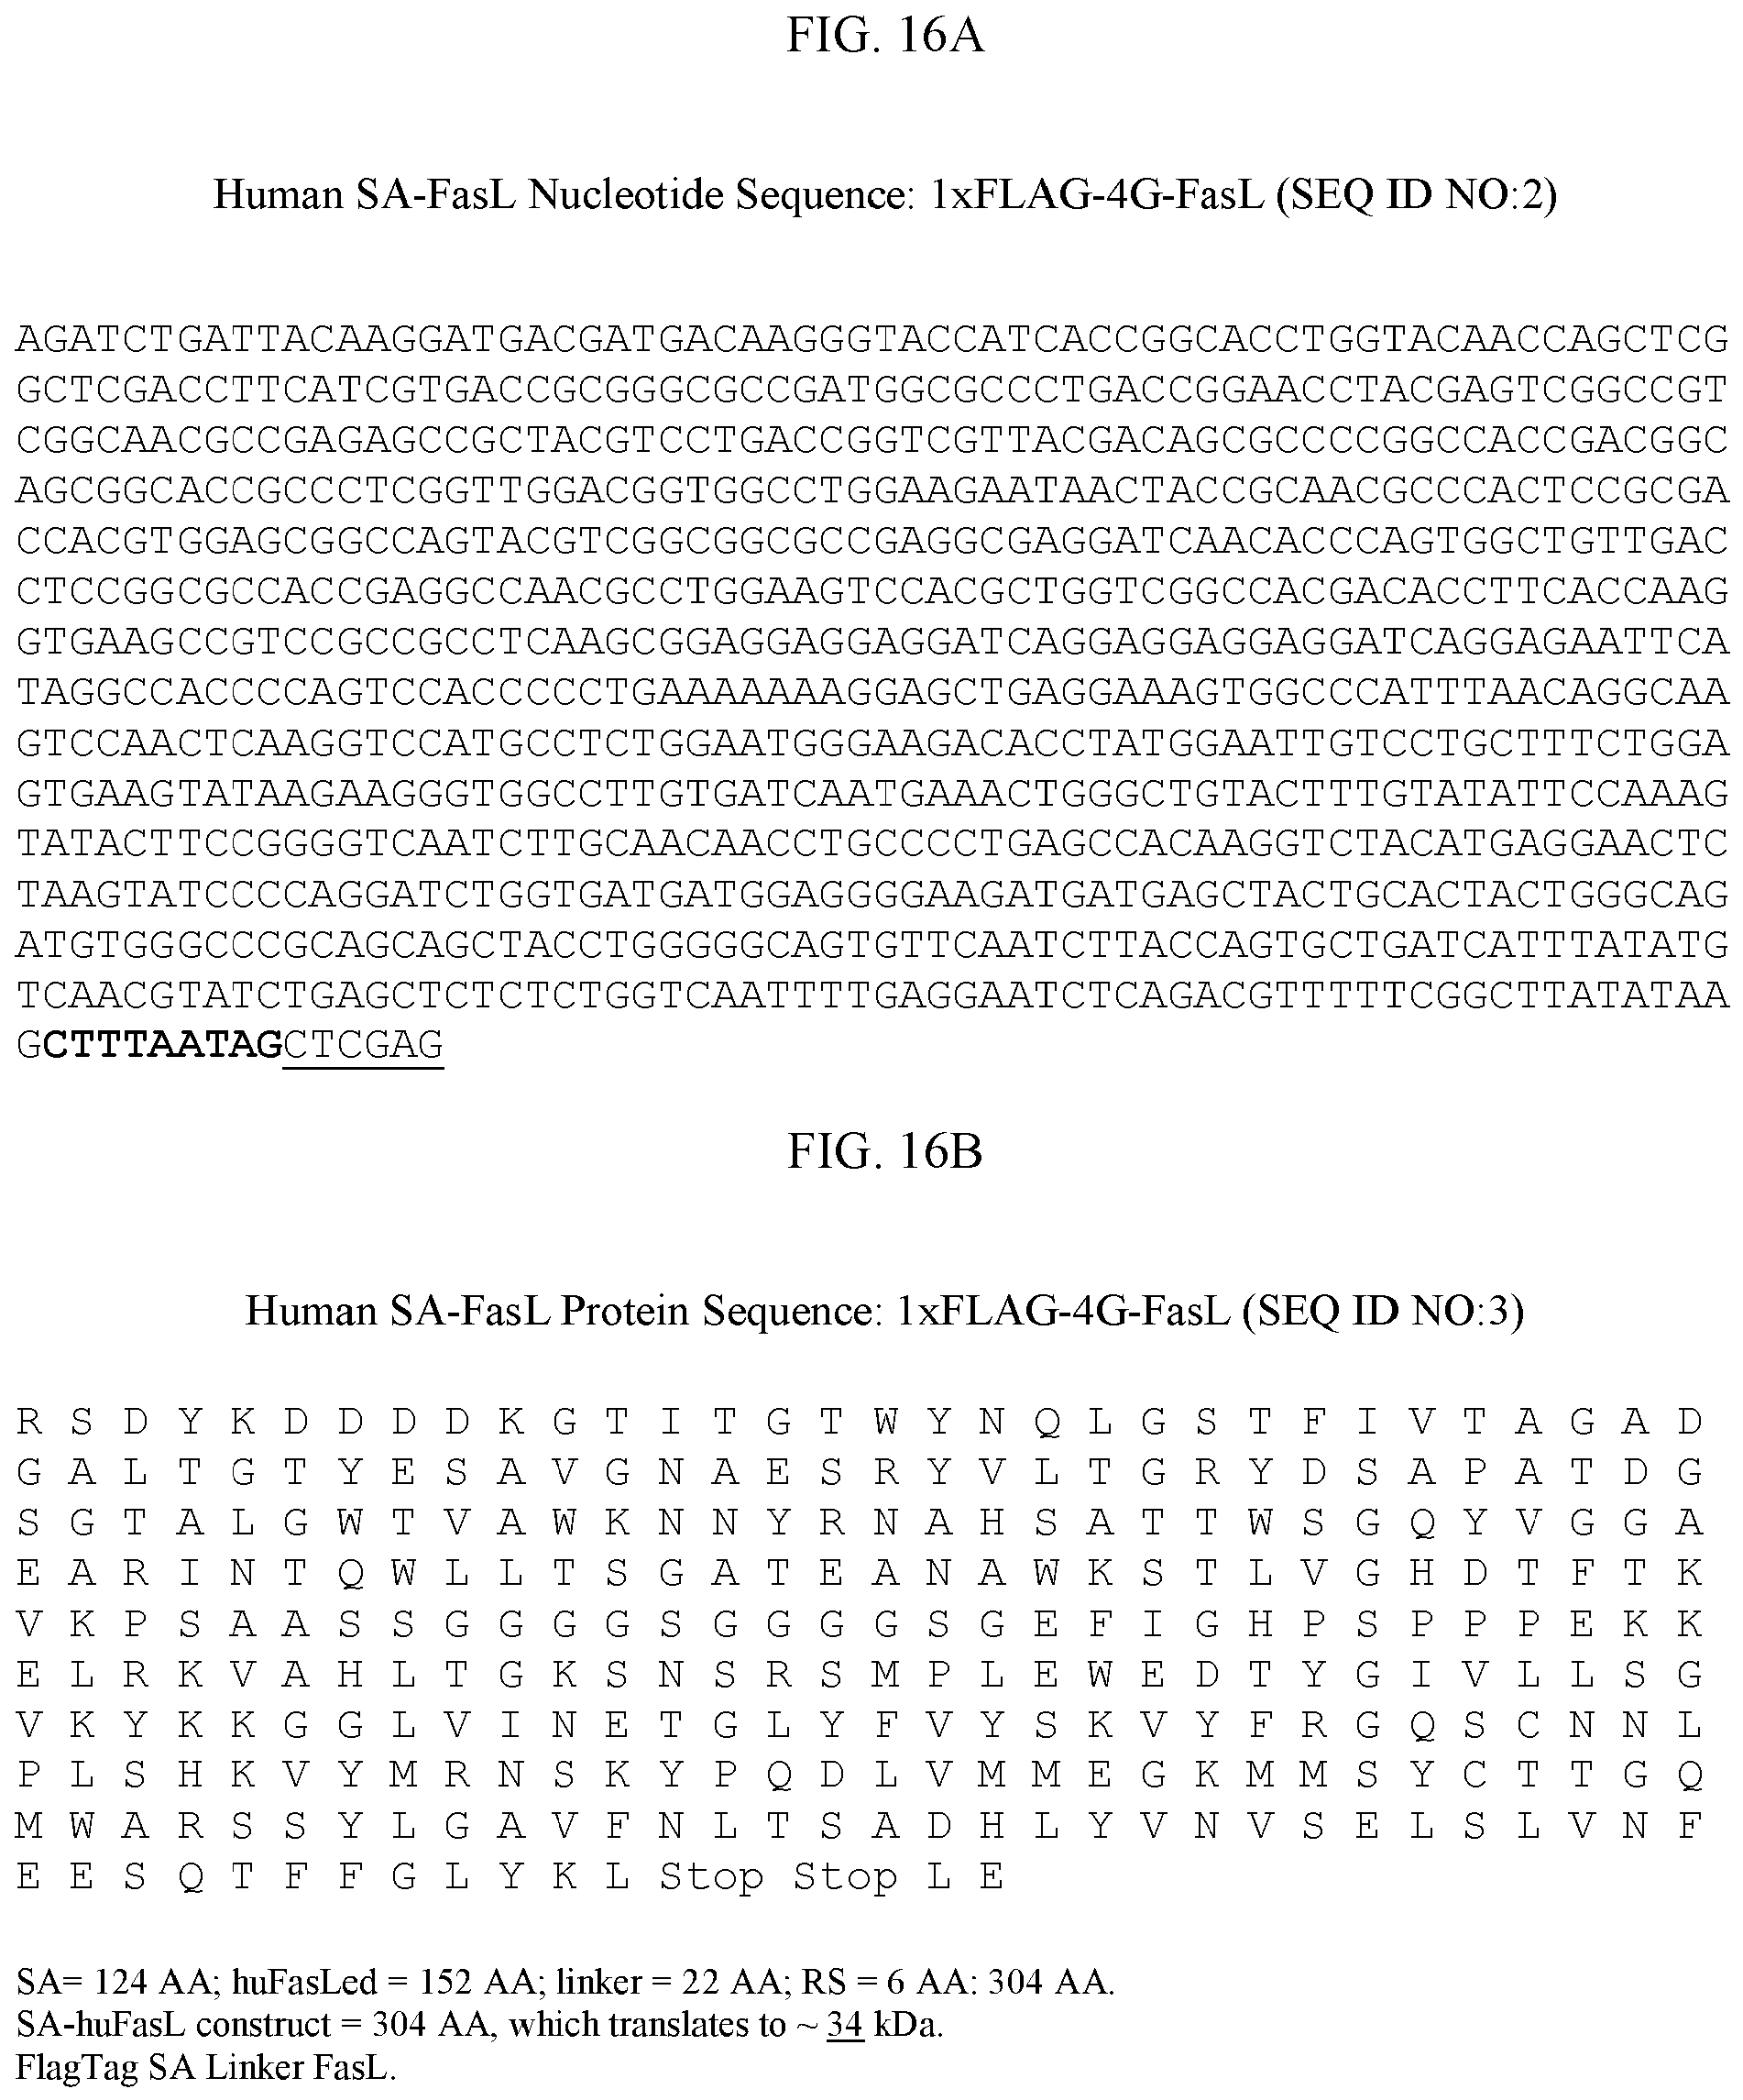 FIG. 16A
Human SA-FasL Nucleotide Sequence: 1xFLAG-4G-FasL (SEQ ID NO:2)
AGATCTGATTACAAGGATGACGATGACAAGGGTACCATCACCGGCACCTGGTACAACCAGCTCG
GCTCGACCTTCATCGTGACCGCGGGCGCCGATGGCGCCCTGACCGGAACCTACGAGTCGGCCGT
CGGCAACGCCGAGAGCCGCTACGTCCTGACCGGTCGTTACGACAGCGCCCCGGCCACCGACGGC
AGCGGCACCGCCCTCGGTTGGACGGTGGCCTGGAAGAATAACTACCGCAACGCCCACTCCGCGA
CCACGTGGAGCGGCCAGTACGTCGGCGGCGCCGAGGCGAGGATCAACACCCAGTGGCTGTTGAC
CTCCGGCGCCACCGAGGCCAACGCCTGGAAGTCCACGCTGGTCGGCCACGACACCTTCACCAAG
GTGAAGCCGTCCGCCGCCTCAAGCGGAGGAGGAGGATCAGGAGGAGGAGGATCAGGAGAATTCA
TAGGCCACCCCAGTCCACCCCCTGAAAAAAAGGAGCTGAGGAAAGTGGCCCATTTAACAGGCAA
GTCCAACTCAAGGTCCATGCCTCTGGAATGGGAAGACACCTATGGAATTGTCCTGCTTTCTGGA
GTGAAGTATAAGAAGGGTGGCCTTGTGATCAATGAAACTGGGCTGTACTTTGTATATTCCAAAG
TATACTTCCGGGGTCAATCTTGCAACAACCTGCCCCTGAGCCACAAGGTCTACATGAGGAACTC
TAAGTATCCCCAGGATCTGGTGATGATGGAGGGGAAGATGATGAGCTACTGCACTACTGGGCAG
ATGTGGGCCCGCAGCAGCTACCTGGGGGCAGTGTTCAATCTTACCAGTGCTGATCATTTATATG
TCAACGTATCTGAGCTCTCTCTGGTCAATTTTGAGGAATCTCAGACGTTTTTCGGCTTATATAA
GCTTTAATAGCTCGAG
FIG. 16B
Human SA-FasL Protein Sequence: 1xFLAG-4G-FasL (SEQ ID NO:3)
R S D Y K D D D D K G T I T G T W Y N Q L G S T F I V T A G A D
G A L T G T Y E S A V G N A E S R Y V L T G R Y D S A P A T D G
S G T A L G W T V A W K N N Y R N A H S A T T W S G Q Y V G G A
E A R I N T Q W L L T S G A T E A N A W K S T L V G H D T F T K
V K P S A A S S G G G G S G G G G S G E F I G H P S P P P E K K
E L R K V A H L T G K S N S R S M P L E W E D T Y G I V L L S G
V K Y K K G G L V I N E T G L Y F V Y S K V Y F R G Q S C N N L
P L S H K V Y M R N S K Y P Q D L V M M E G K M M S Y C T T G Q
M W A R S S Y L G A V F N L T S A D H L Y V N V S E L S L V N F
E E S Q T F F G L Y K L Stop Stop L E
SA= 124 AA; huFasLed = 152 AA; linker = 22 AA; RS = 6 AA: 304 AA.
SA-huFasL construct = 304 AA, which translates to ~ 34 kDa.
FlagTag SA Linker FasL.